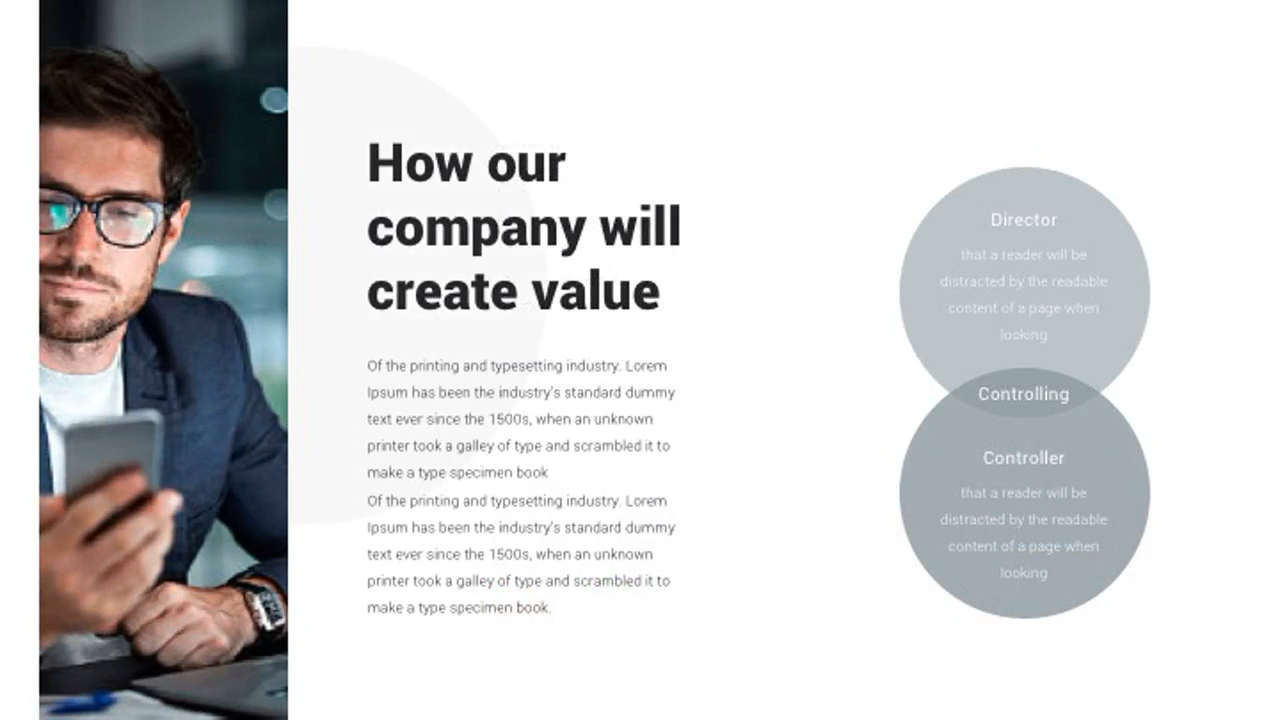 How our
company will
create value
Of the printing and typesetting industry. Lorem
Ipsum has been the industry's standard dummy
text ever since the 1500s, when an unknown
printer took a galley of type and scrambled it to
make a type specimen book
Of the printing and typesetting industry. Lorem
Ipsum has been the industry's standard dummy
text ever since the 1500s, when an unknown
printer took a galley of type and scrambled it to
make a type specimen book.
Director
that a reader will be
distracted by the readable
content of a page when
looking
Controlling
Controller
that a reader will be
distracted by the readable
content of a page when
looking